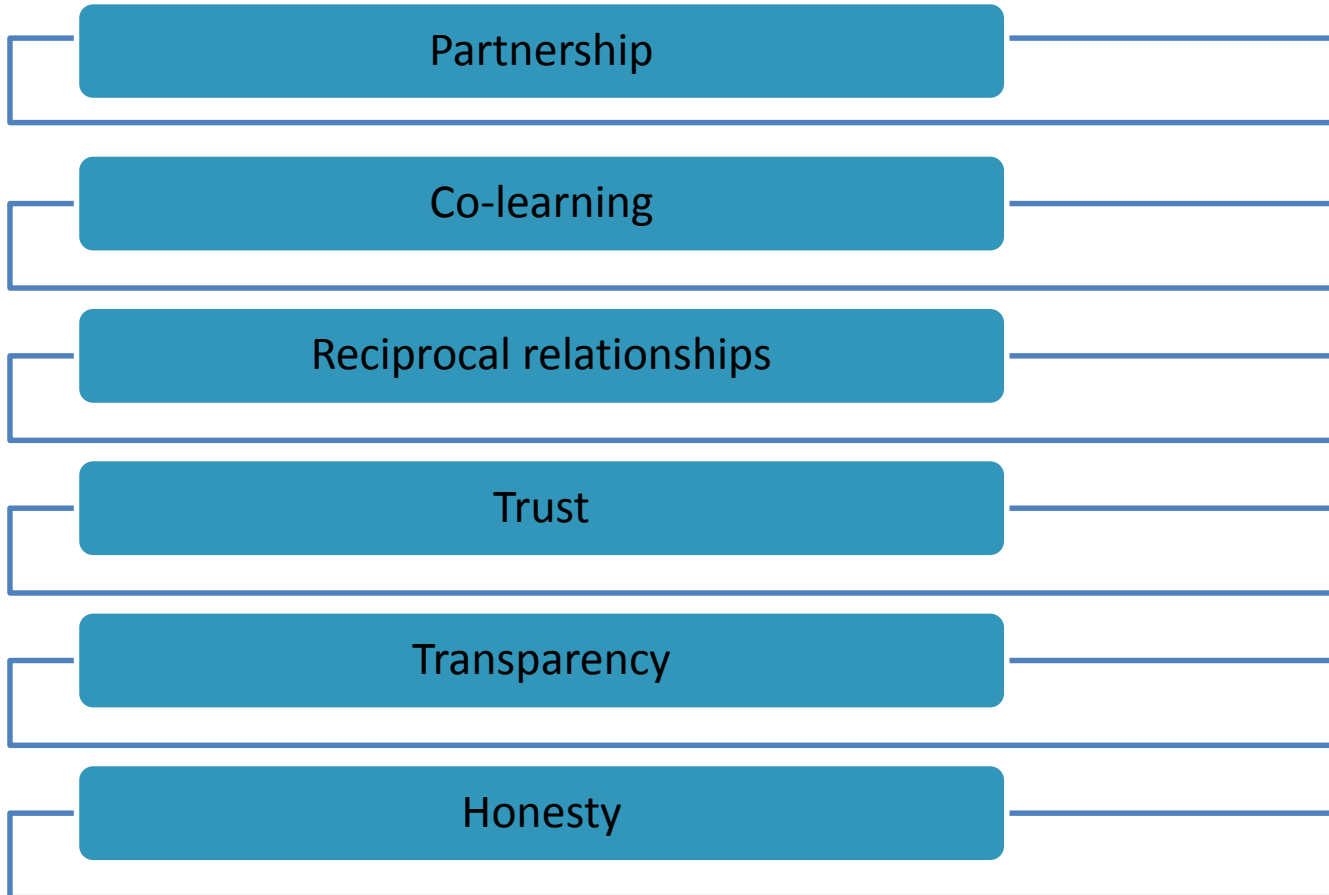 Partnership
Co-learning
Reciprocal relationships
Trust
Transparency
Honesty